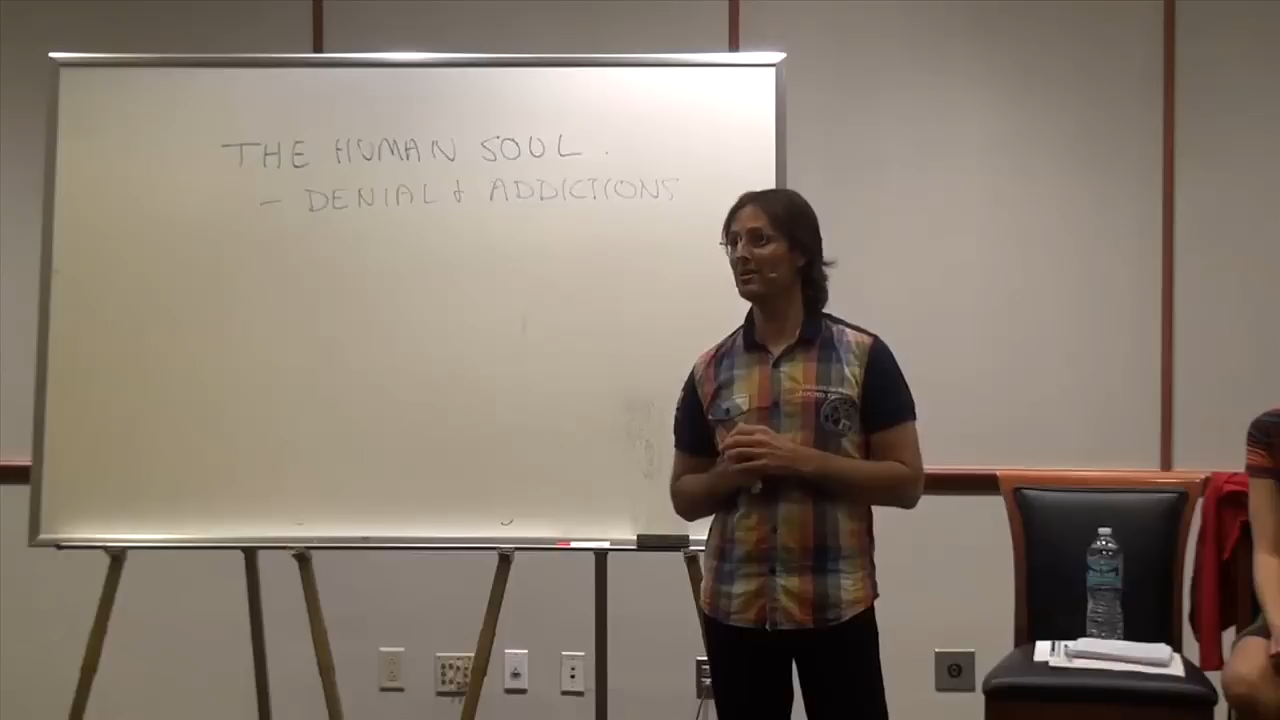 THE HUMAN SOUL.
- DENIAL & ADDICTIONS